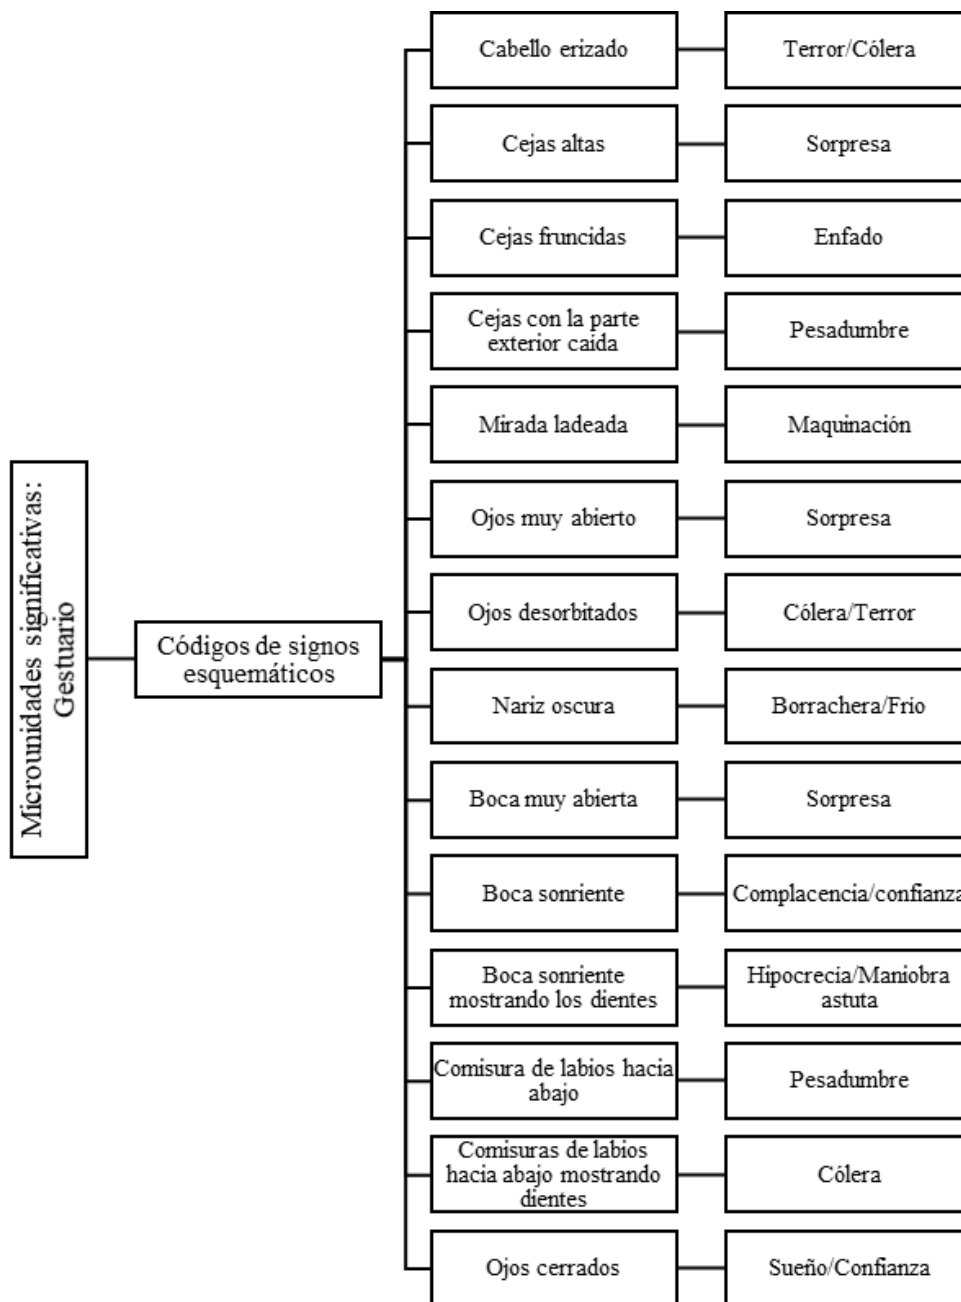 Microunidades significativas:
Gestuario
Códigos de signos
esquemáticos
Cabello erizado
Terror/Cólera
Cejas altas
Sorpresa
Cejas fruncidas
Enfado
Cejas con la parte
exterior caida
Pesadumbre
Mirada ladeada
Maquinación
Ojos muy abierto
Sorpresa
Ojos desorbitados
Cólera/Terror
Nariz oscura
Borrachera/Frio
Boca muy abierta
Sorpresa
Boca sonriente
Complacencia/confianza
Boca sonriente
mostrando los dientes
Hipocrecia/Maniobra
astuta
Comisura de labios hacia
abajo
Pesadumbre
Comisuras de labios
hacia abajo mostrando
dientes
Cólera
Ojos cerrados
Sueño/Confianza